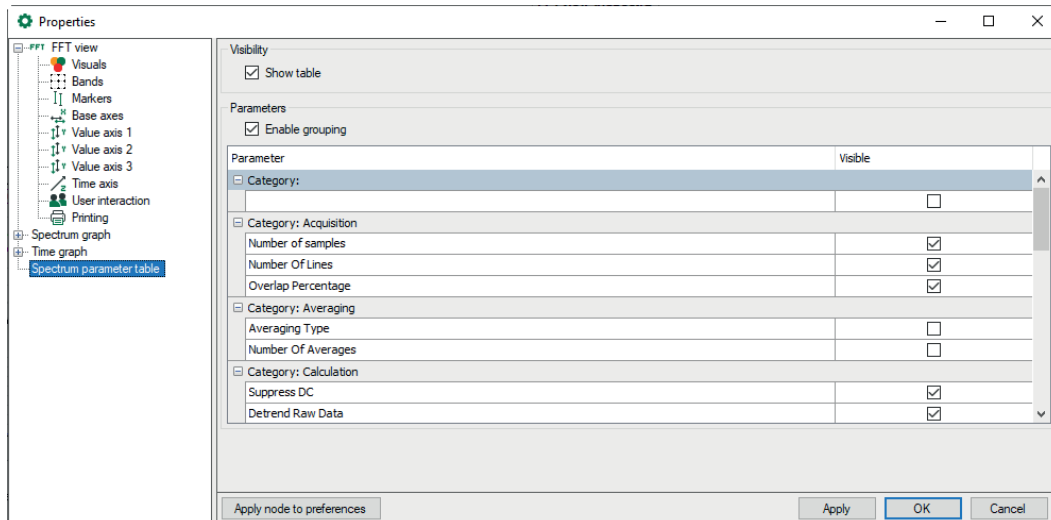 Properties
FFT FFT view
Visuals
Bands
Markers
Base axes
Value axis 1
Value axis 2
Value axis 3
Time axis
User interaction
Printing
Spectrum graph
Time graph
Spectrum parameter table
Visibility
Show table
Parameters
Enable grouping
Parameter Visible
Category:
Category: Acquisition
Number of samples
Number Of Lines
Overlap Percentage
Category: Averaging
Averaging Type
Number Of Averages
Category: Calculation
Suppress DC
Detrend Raw Data
Apply node to preferences Apply OK Cancel